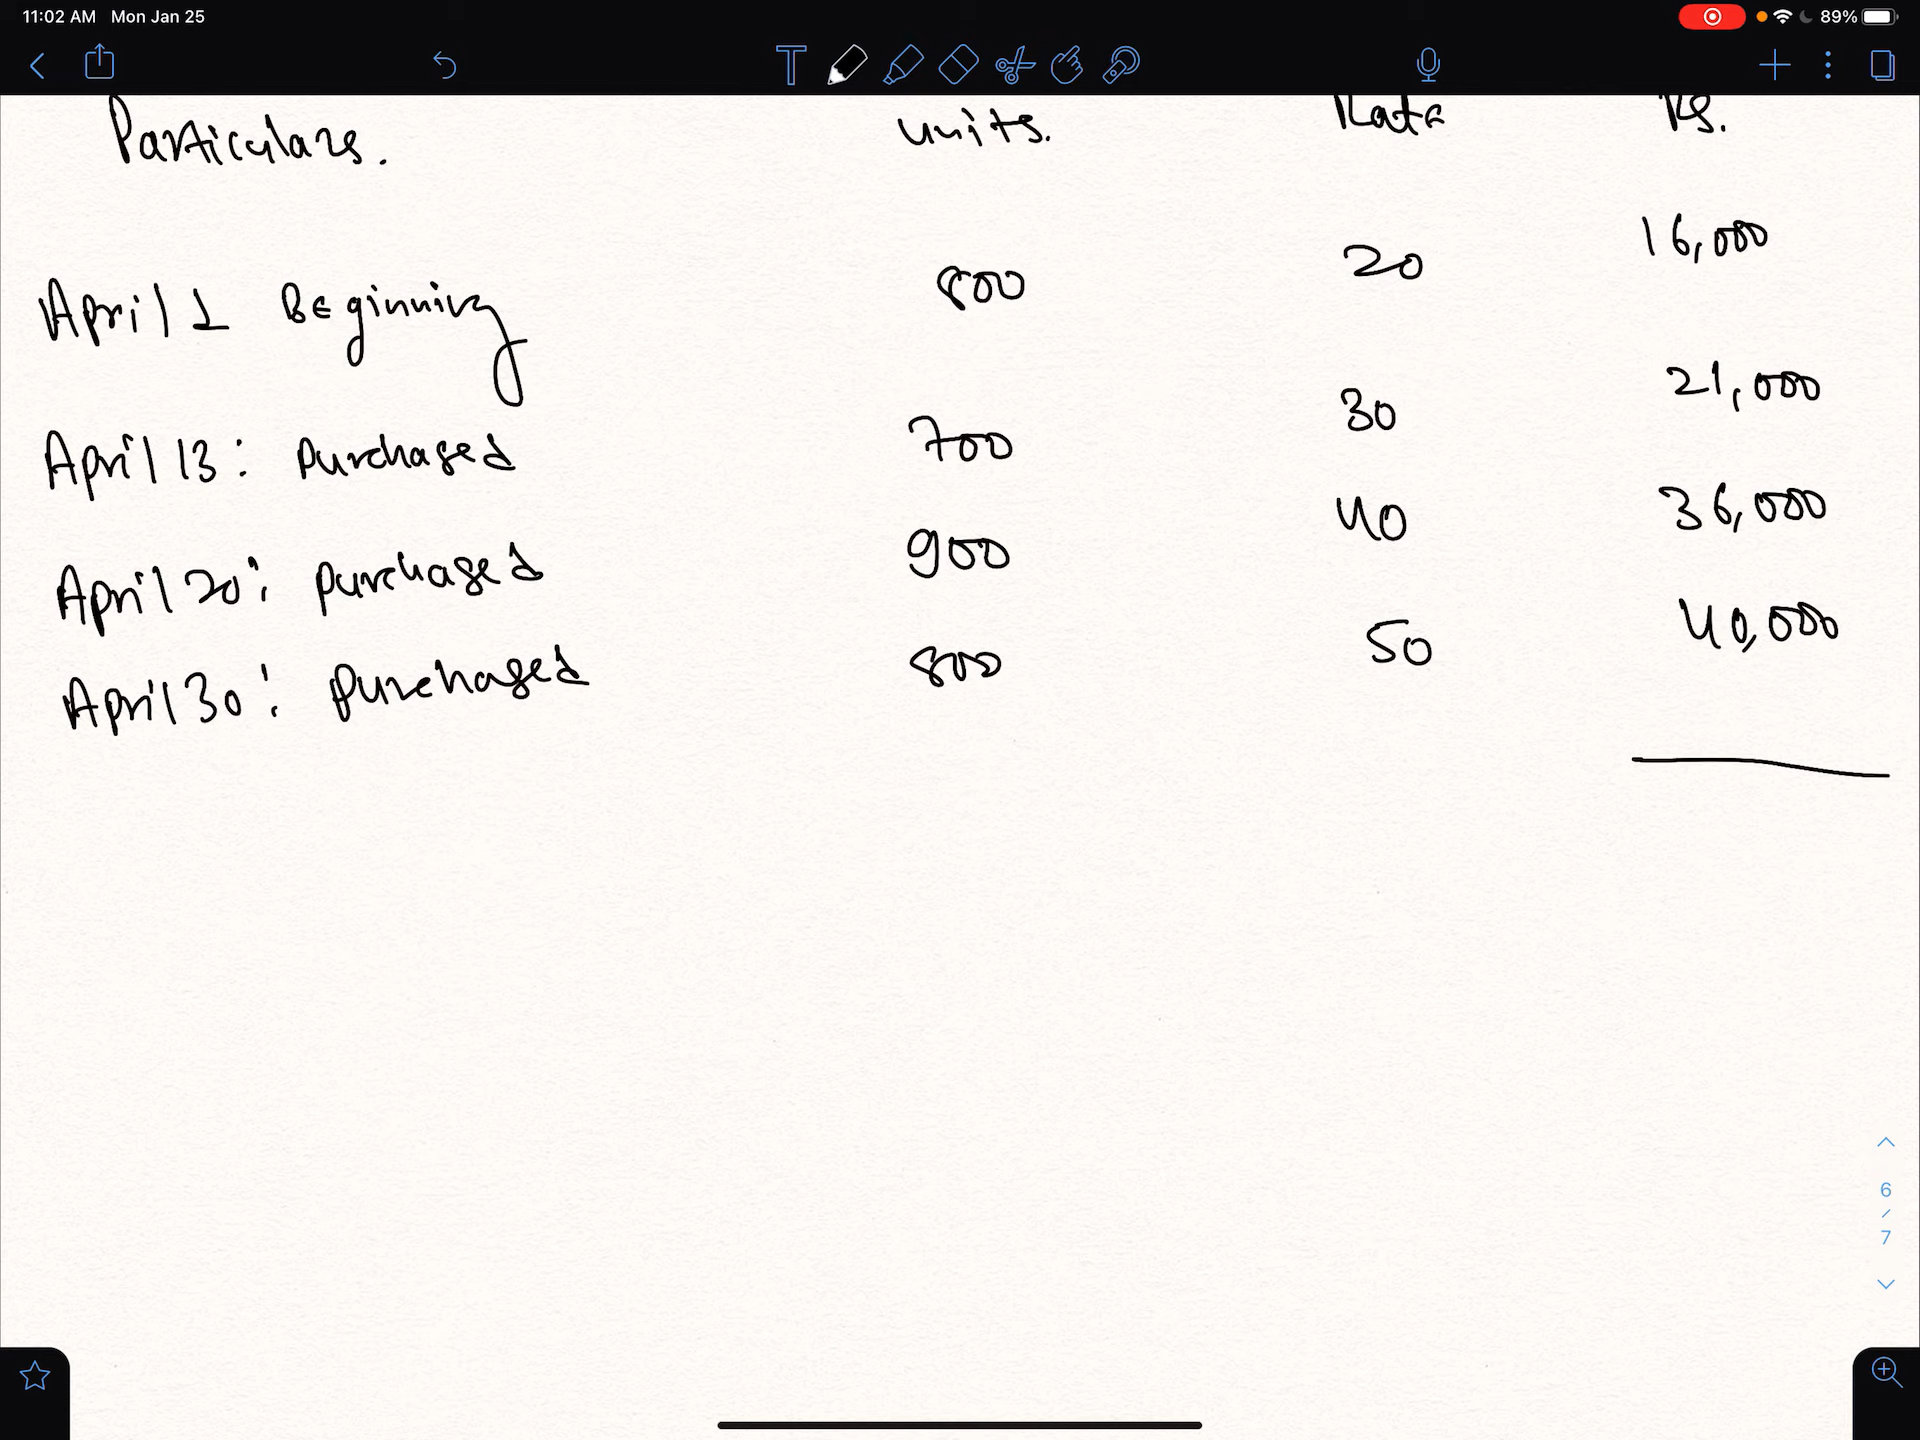 11:02 AM Mon Jan 25 89%
T
Particulars. units. Rate Rs.
April 1 Beginning 800 20 16,000
April 13: purchased 700 30 21,000
April 20: purchased 900 40 36,000
April 30: purchased 800 50 40,000
6
/
7